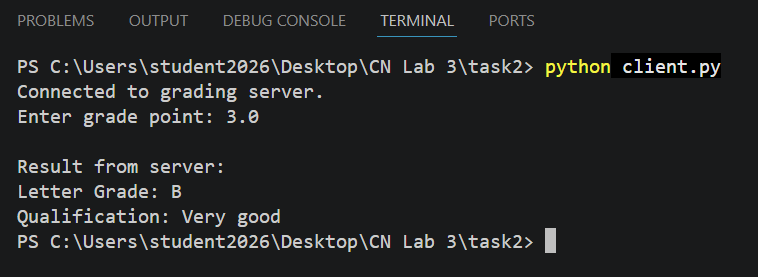 PROBLEMS OUTPUT DEBUG CONSOLE TERMINAL PORTS
PS C:\Users\student2026\Desktop\CN Lab 3\task2> python client.py
Connected to grading server.
Enter grade point: 3.0
Result from server:
Letter Grade: B
Qualification: Very good
PS C:\Users\student2026\Desktop\CN Lab 3\task2>